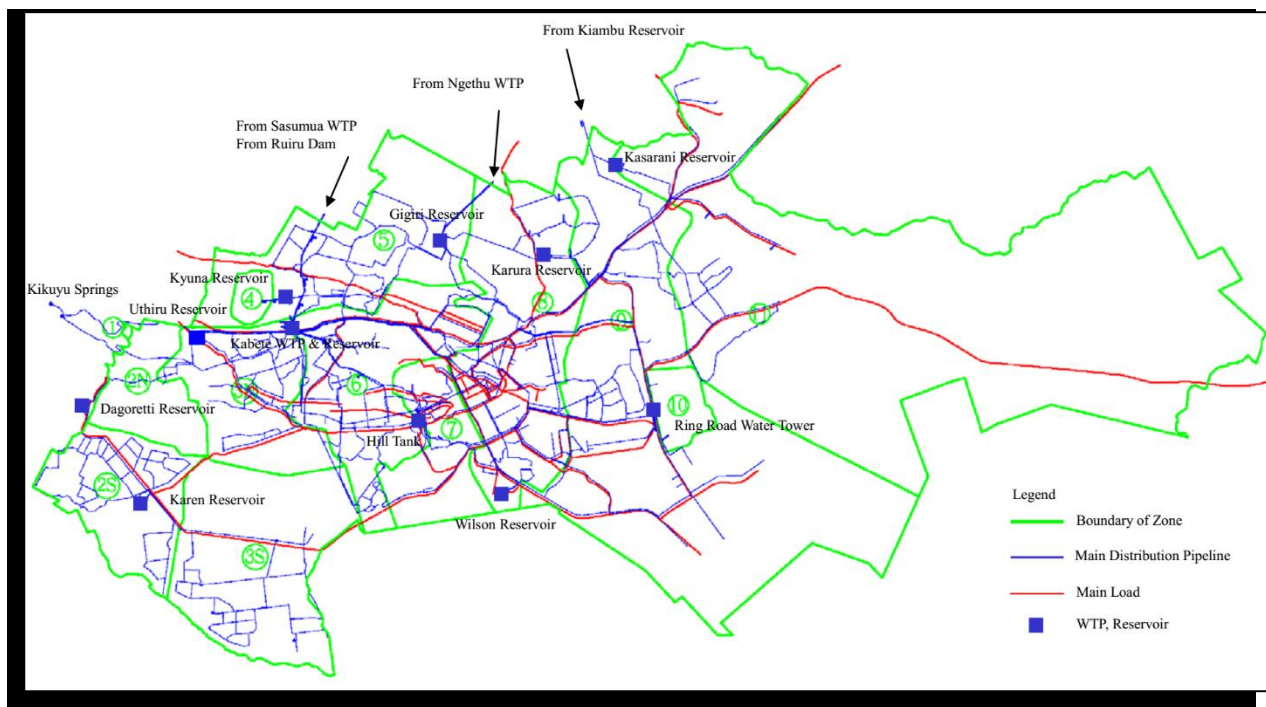 From Kiambu Reservoir
From Ngethu WTP
From Sasumua WTP
From Ruiru Dam
Kasarani Reservoir
Gigiri Reservoir
⑤
Karura Reservoir
Kyuna Reservoir
④
Kikuyu Springs
Uthiru Reservoir
①
⑧
⑨
⑪
Kabete WTP & Reservoir
②N
⑥
Dagoretti Reservoir
⑩
Hill Tank
⑦
Ring Road Water Tower
②S
Karen Reservoir
Wilson Reservoir
③S
Legend
Boundary of Zone
Main Distribution Pipeline
Main Load
WTP, Reservoir